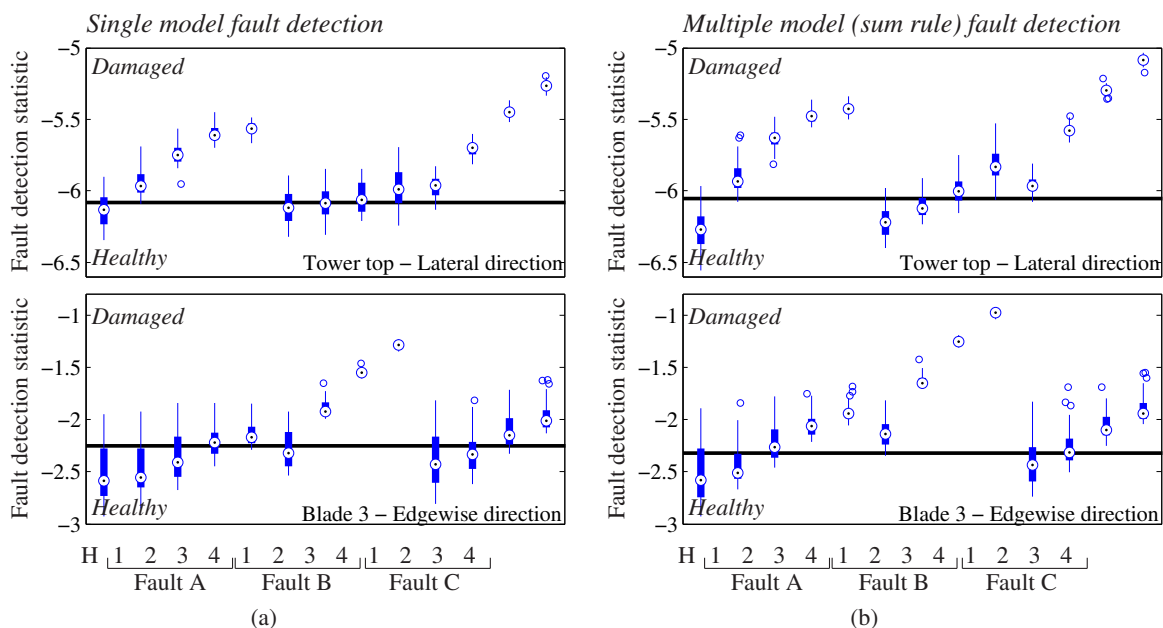 Single model fault detection
Fault detection statistic
−5
−5.5
−6
−6.5
Damaged
Healthy
Tower top − Lateral direction
Fault detection statistic
−1
−1.5
−2
−2.5
−3
Damaged
Healthy
Blade 3 − Edgewise direction
H 1 2 3 4 1 2 3 4 1 2 3 4
Fault A Fault B Fault C
(a)
Multiple model (sum rule) fault detection
Fault detection statistic
−5
−5.5
−6
−6.5
Damaged
Healthy
Tower top − Lateral direction
Fault detection statistic
−1
−1.5
−2
−2.5
−3
Damaged
Healthy
Blade 3 − Edgewise direction
H 1 2 3 4 1 2 3 4 1 2 3 4
Fault A Fault B Fault C
(b)